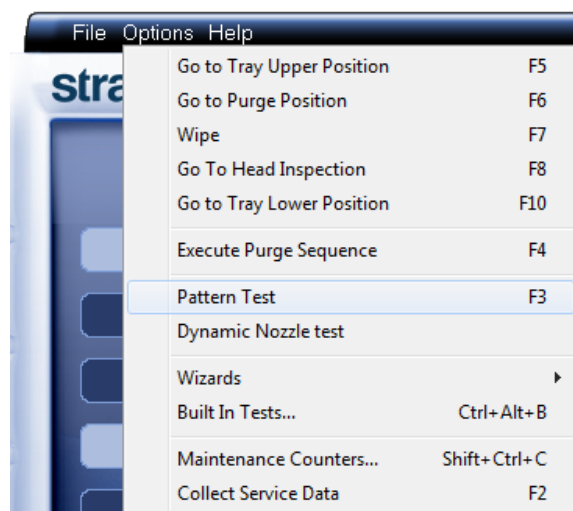 File Options Help
stra
Go to Tray Upper Position F5
Go to Purge Position F6
Wipe F7
Go To Head Inspection F8
Go to Tray Lower Position F10
Execute Purge Sequence F4
Pattern Test F3
Dynamic Nozzle test
Wizards
Built In Tests... Ctrl+Alt+B
Maintenance Counters... Shift+Ctrl+C
Collect Service Data F2